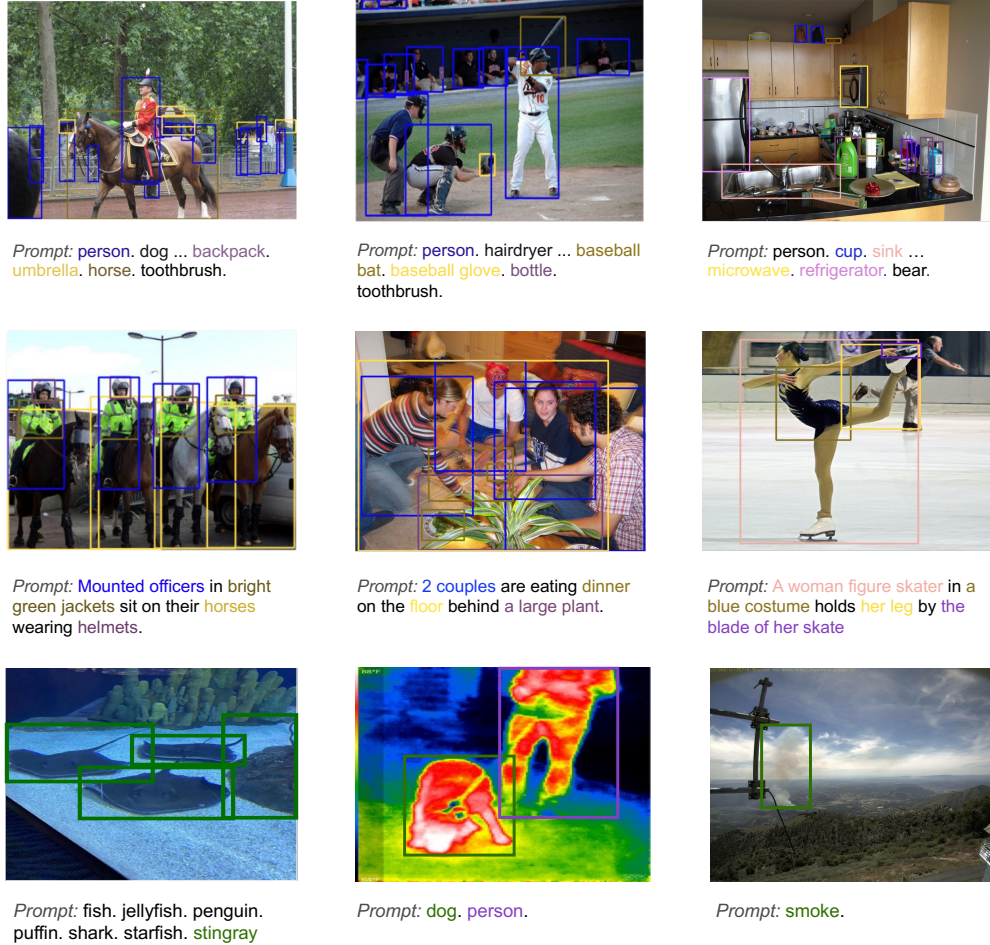 Prompt: person. dog ... backpack.
umbrella. horse. toothbrush.
10
Prompt: person. hairdryer ... baseball
bat. baseball glove. bottle.
toothbrush.
Prompt: person. cup. sink ...
microwave. refrigerator. bear.
Prompt: Mounted officers in bright
green jackets sit on their horses
wearing helmets.
Prompt: 2 couples are eating dinner
on the floor behind a large plant.
Prompt: A woman figure skater in a
blue costume holds her leg by the
blade of her skate
Prompt: fish. jellyfish. penguin.
puffin. shark. starfish. stingray
88°F
Prompt: dog. person.
Prompt: smoke.